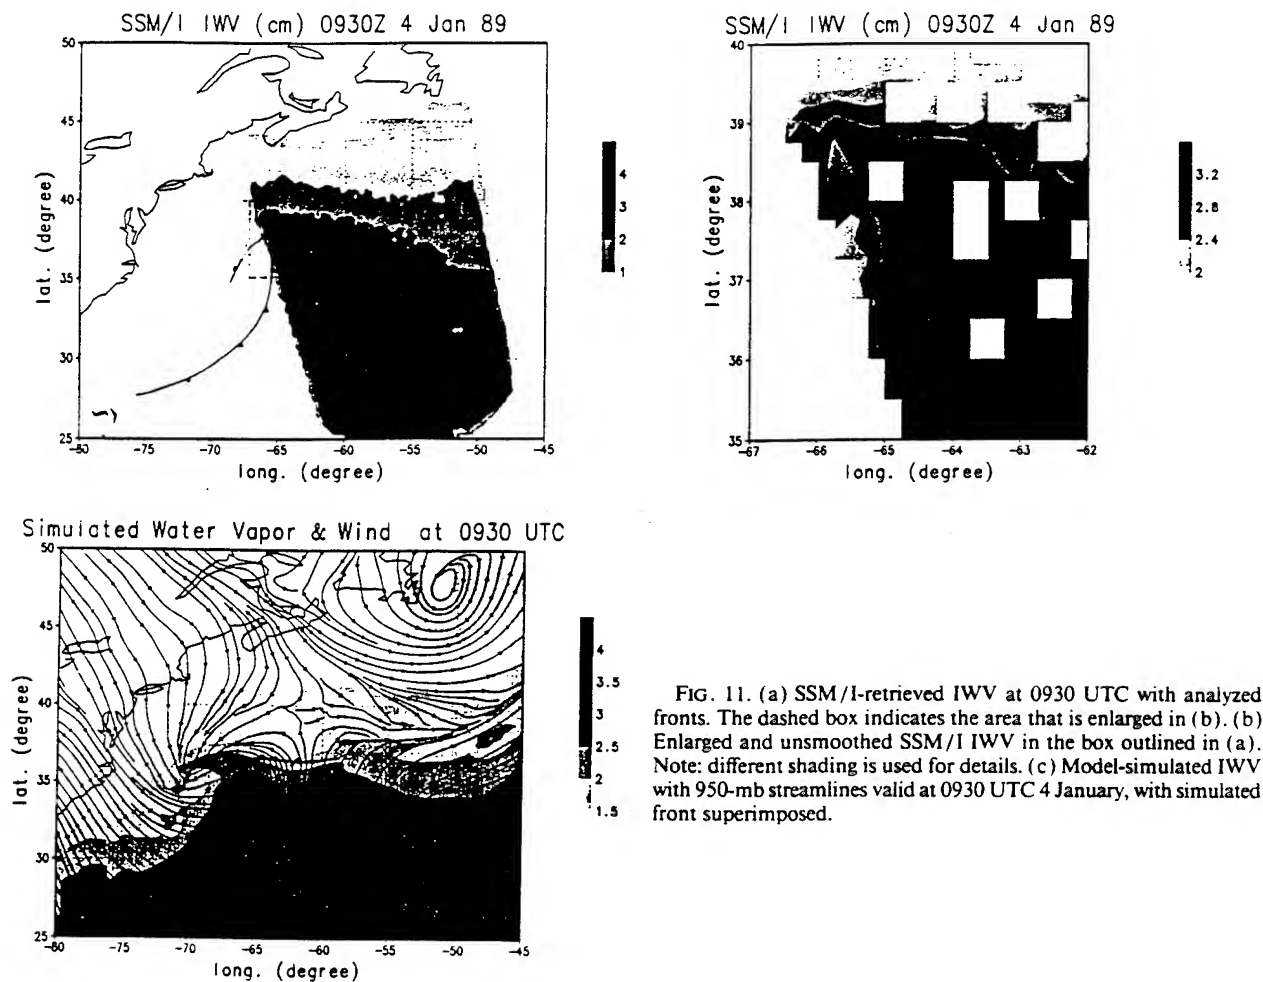 SSM/I IWV (cm) 0930Z 4 Jan 89
50
45
40
35
30
25
lat. (degree)
-80 -75 -70 -65 -60 -55 -50 -45
long. (degree)
4
3
2
1
SSM/I IWV (cm) 0930Z 4 Jan 89
40
39
38
37
36
35
lat. (degree)
-67 -66 -65 -64 -63 -62
long. (degree)
3.2
2.8
2.4
2
Simulated Water Vapor & Wind at 0930 UTC
50
45
40
35
30
25
lat. (degree)
-80 -75 -70 -65 -60 -55 -50 -45
long. (degree)
4
3.5
3
2.5
2
1.5
FIG. 11. (a) SSM/I-retrieved IWV at 0930 UTC with analyzed
fronts. The dashed box indicates the area that is enlarged in (b). (b)
Enlarged and unsmoothed SSM/I IWV in the box outlined in (a).
Note: different shading is used for details. (c) Model-simulated IWV
with 950-mb streamlines valid at 0930 UTC 4 January, with simulated
front superimposed.